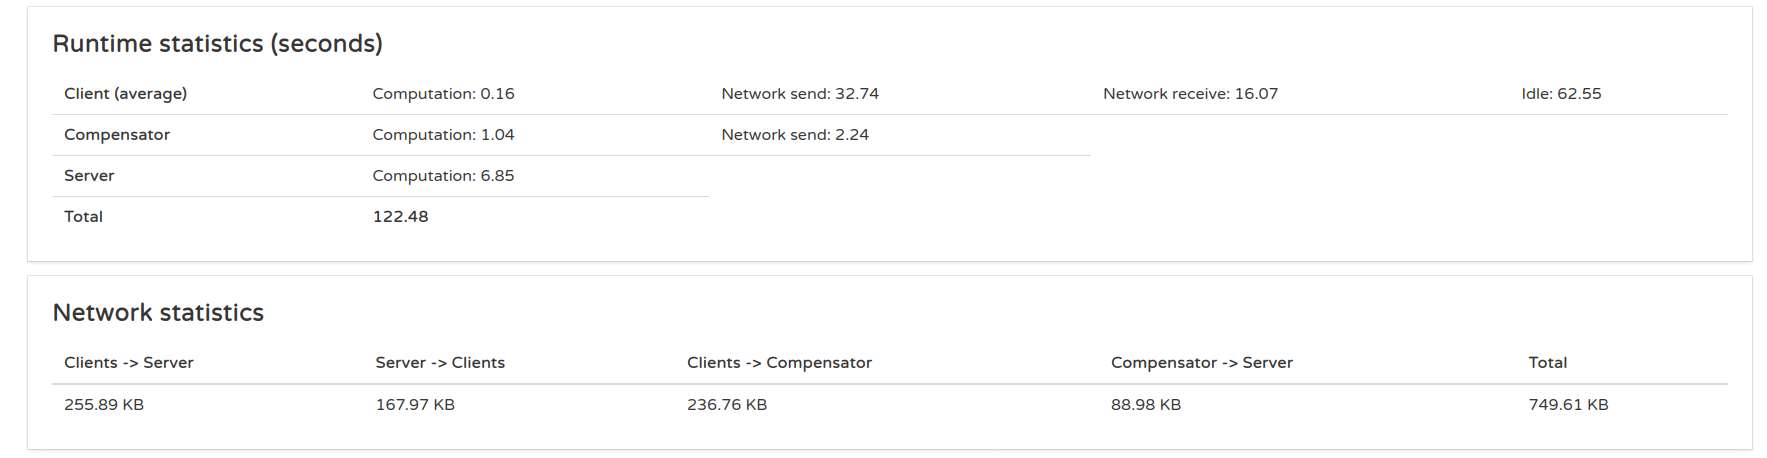 Runtime statistics (seconds)
Client (average) Computation: 0.16 Network send: 32.74 Network receive: 16.07 Idle: 62.55
Compensator Computation: 1.04 Network send: 2.24
Server Computation: 6.85
Total 122.48
Network statistics
Clients -> Server Server -> Clients Clients -> Compensator Compensator -> Server Total
255.89 KB 167.97 KB 236.76 KB 88.98 KB 749.61 KB